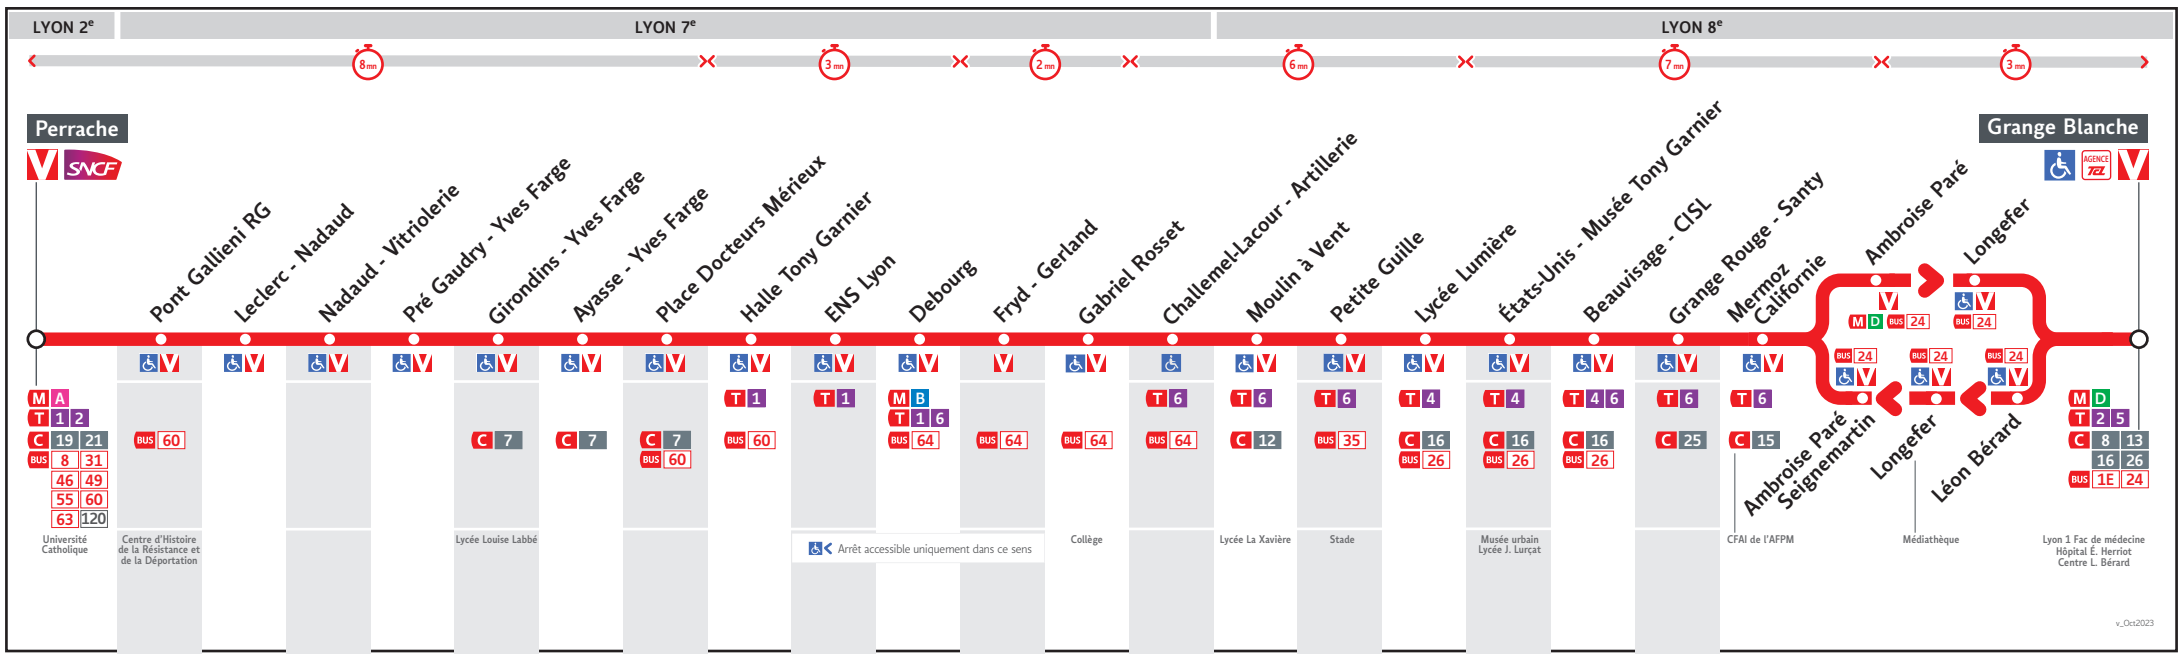 LYON 2e
LYON 7e
LYON 8e
8 mn
3 mn
2 mn
6 mn
7 mn
3 mn
Perrache
V SNCF
Pont Gallieni RG
Leclerc - Nadaud
Nadaud - Vitriolerie
Pré Gaudry - Yves Farge
Girondins - Yves Farge
Ayasse - Yves Farge
Place Docteurs Mérieux
Halle Tony Garnier
ENS Lyon
Debourg
Fryd - Gerland
Gabriel Rosset
Challemel-Lacour - Artillerie
Moulin à Vent
Petite Guille
Lycée Lumière
États-Unis - Musée Tony Garnier
Beauvisage - CISL
Grange Rouge - Santy
Mermoz
Californie
Ambroise Paré
Longefer
Grange Blanche
AGENCE
TCL
V
V V V V V V V V V V V V V V V V V V V
V
M D BUS 24
V
BUS 24
BUS 24
V
BUS 24
V
BUS 24
V
Ambroise Paré
Seignemartin
Longefer
Léon Bérard
M A
T 1 2
C 19 21
BUS 8 31
46 49
55 60
63 120
Université
Catholique
BUS 60
Centre d'Histoire
de la Résistance et
de la Déportation
C 7
Lycée Louise Labbé
C 7
C 7
BUS 60
T 1
BUS 60
T 1
M B
T 1 6
BUS 64
BUS 64
BUS 64
Collège
T 6
BUS 64
T 6
C 12
Lycée La Xavière
T 6
BUS 35
Stade
T 4
C 16
BUS 26
T 4
C 16
BUS 26
Musée urbain
Lycée J. Lurçat
T 4 6
C 16
BUS 26
T 6
C 25
T 6
C 15
CFAI de l'AFPM
Médiathèque
M D
T 2 5
C 8 13
16 26
BUS 1E 24
Lyon 1 Fac de médecine
Hôpital É. Herriot
Centre L. Bérard
Arrêt accessible uniquement dans ce sens
v_Oct2023